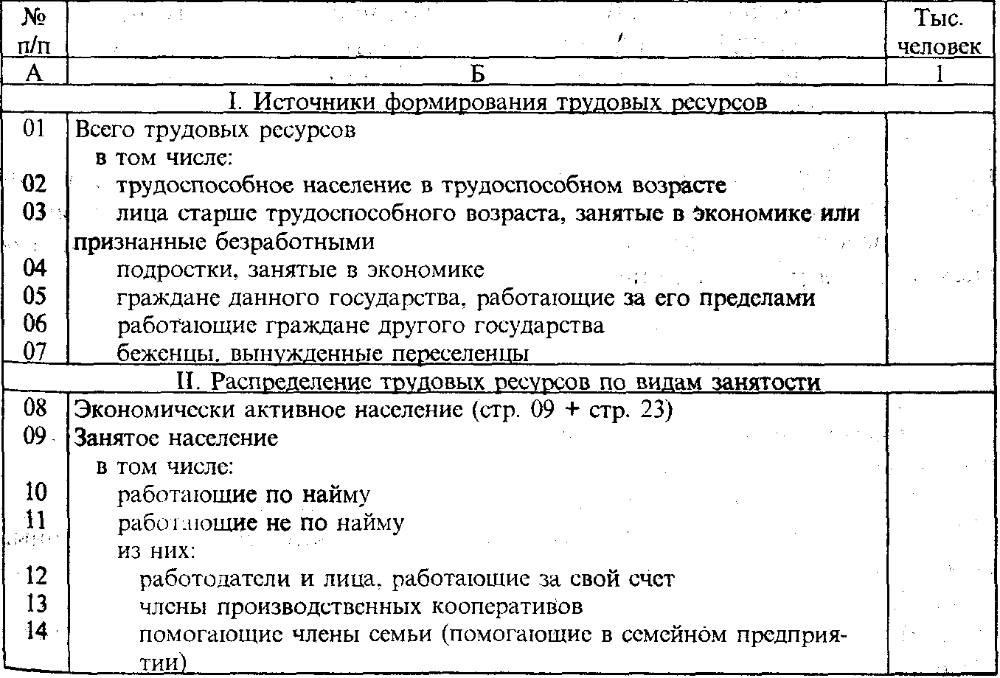 № Тыс.
п/п человек
А Б 1
I. Источники формирования трудовых ресурсов
01 Всего трудовых ресурсов
в том числе:
02 трудоспособное население в трудоспособном возрасте
03 лица старше трудоспособного возраста, занятые в экономике или
признанные безработными
04 подростки, занятые в экономике
05 граждане данного государства, работающие за его пределами
06 работающие граждане другого государства
07 беженцы, вынужденные переселенцы
II. Распределение трудовых ресурсов по видам занятости
08 Экономически активное население (стр. 09 + стр. 23)
09 Занятое население
в том числе:
10 работающие по найму
11 работающие не по найму
из них:
12 работодатели и лица, работающие за свой счет
13 члены производственных кооперативов
14 помогающие члены семьи (помогающие в семейном предприя-
тии)